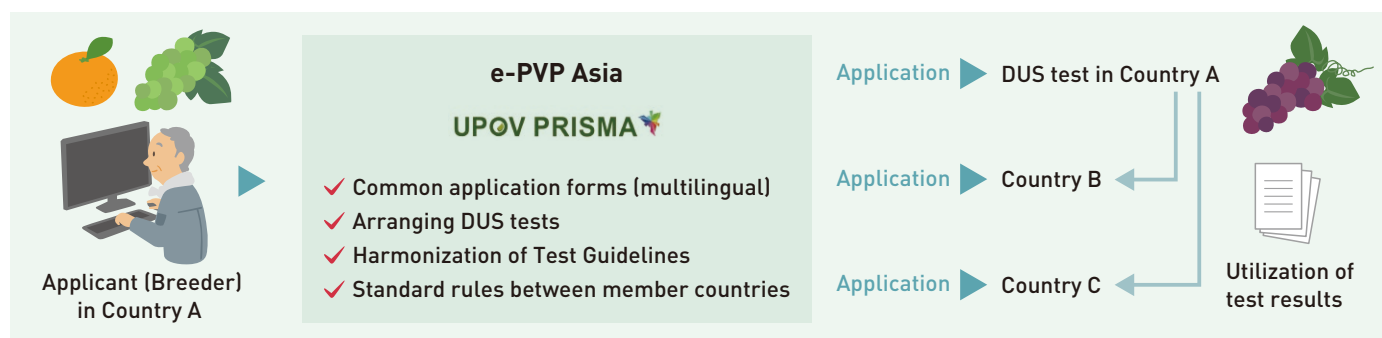 e-PVP Asia
UPOV PRISMA
Common application forms (multilingual)
Arranging DUS tests
Harmonization of Test Guidelines
Standard rules between member countries
Applicant (Breeder)
in Country A
Application
DUS test in Country A
Application
Country B
Application
Country C
Utilization of
test results